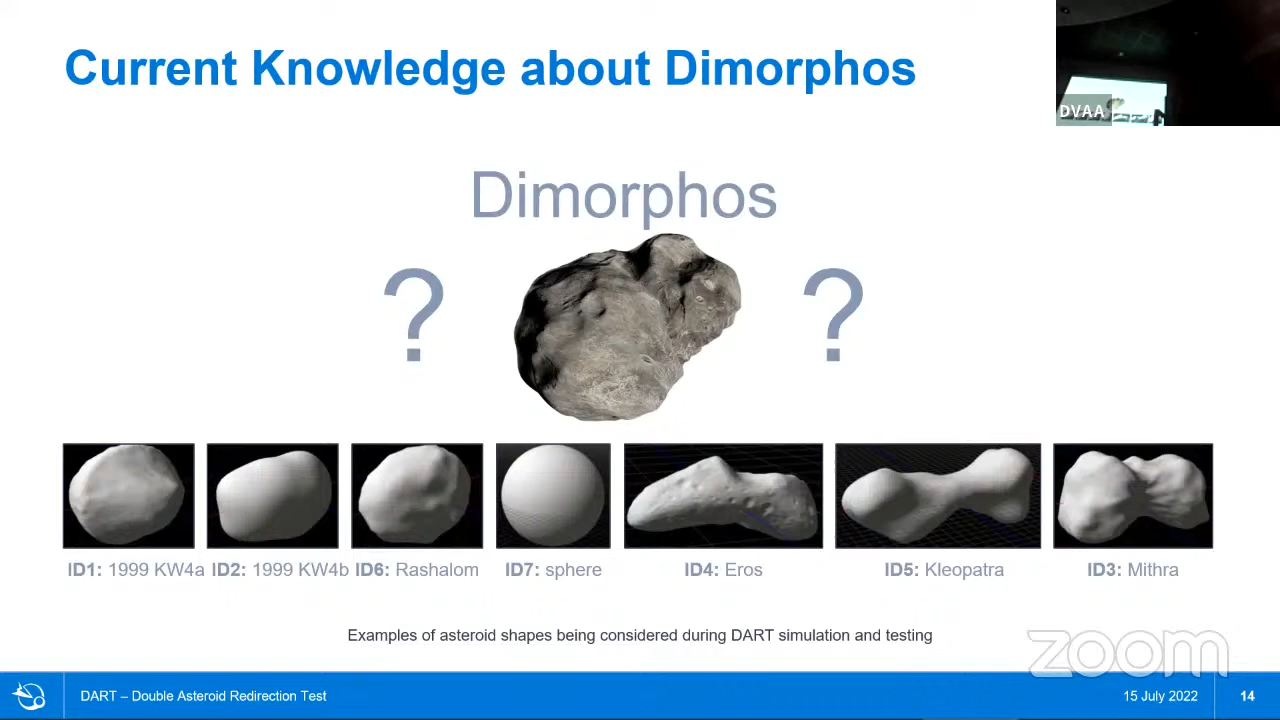 Current Knowledge about Dimorphos
DVAA
Dimorphos
? ?
ID1: 1999 KW4a ID2: 1999 KW4b ID6: Rashalom ID7: sphere ID4: Eros ID5: Kleopatra ID3: Mithra
Examples of asteroid shapes being considered during DART simulation and testing
zoom
DART – Double Asteroid Redirection Test 15 July 2022 14